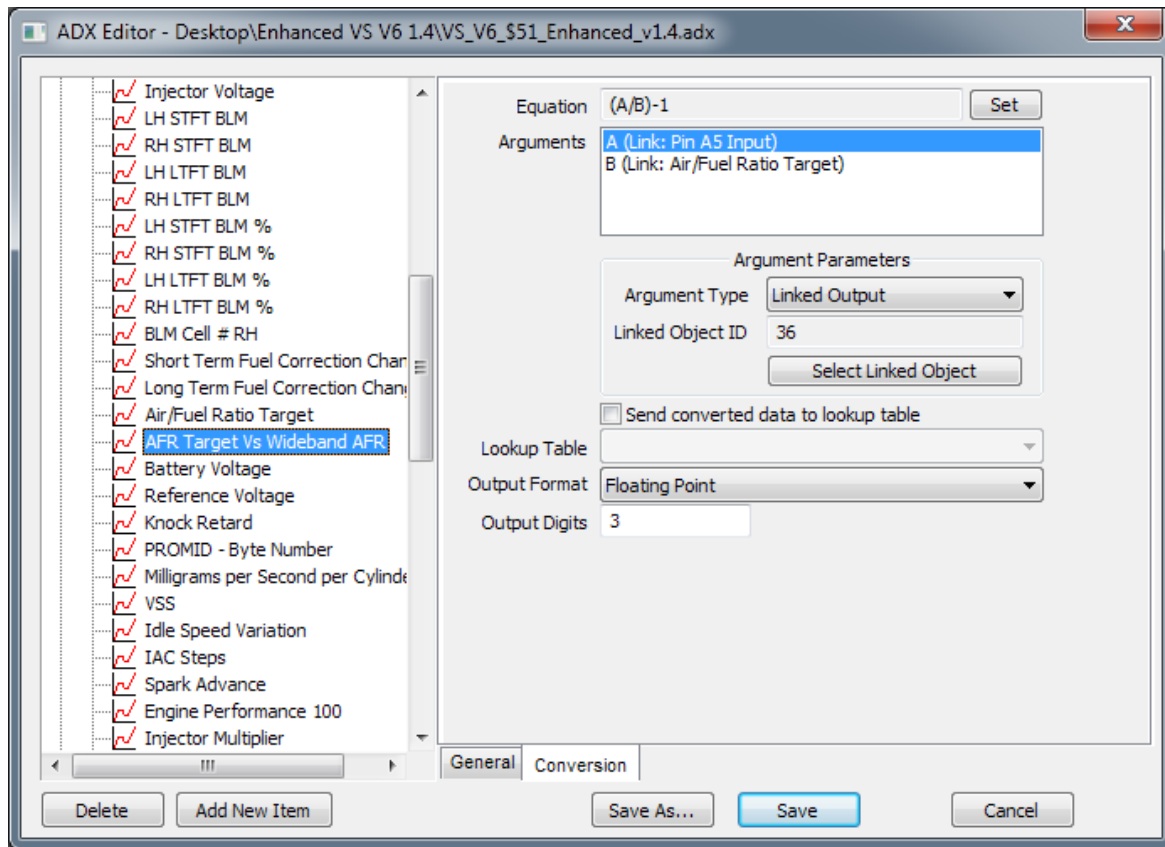 ADX Editor - Desktop\Enhanced VS V6 1.4\VS_V6_$51_Enhanced_v1.4.adx
Injector Voltage
LH STFT BLM
RH STFT BLM
LH LTFT BLM
RH LTFT BLM
LH STFT BLM %
RH STFT BLM %
LH LTFT BLM %
RH LTFT BLM %
BLM Cell # RH
Short Term Fuel Correction Chan
Long Term Fuel Correction Chang
Air/Fuel Ratio Target
AFR Target Vs Wideband AFR
Battery Voltage
Reference Voltage
Knock Retard
PROMID - Byte Number
Milligrams per Second per Cylinde
VSS
Idle Speed Variation
IAC Steps
Spark Advance
Engine Performance 100
Injector Multiplier
Equation (A/B)-1 Set
Arguments A (Link: Pin A5 Input)
B (Link: Air/Fuel Ratio Target)
Argument Parameters
Argument Type Linked Output
Linked Object ID 36
Select Linked Object
Send converted data to lookup table
Lookup Table
Output Format Floating Point
Output Digits 3
General Conversion
Delete Add New Item Save As... Save Cancel